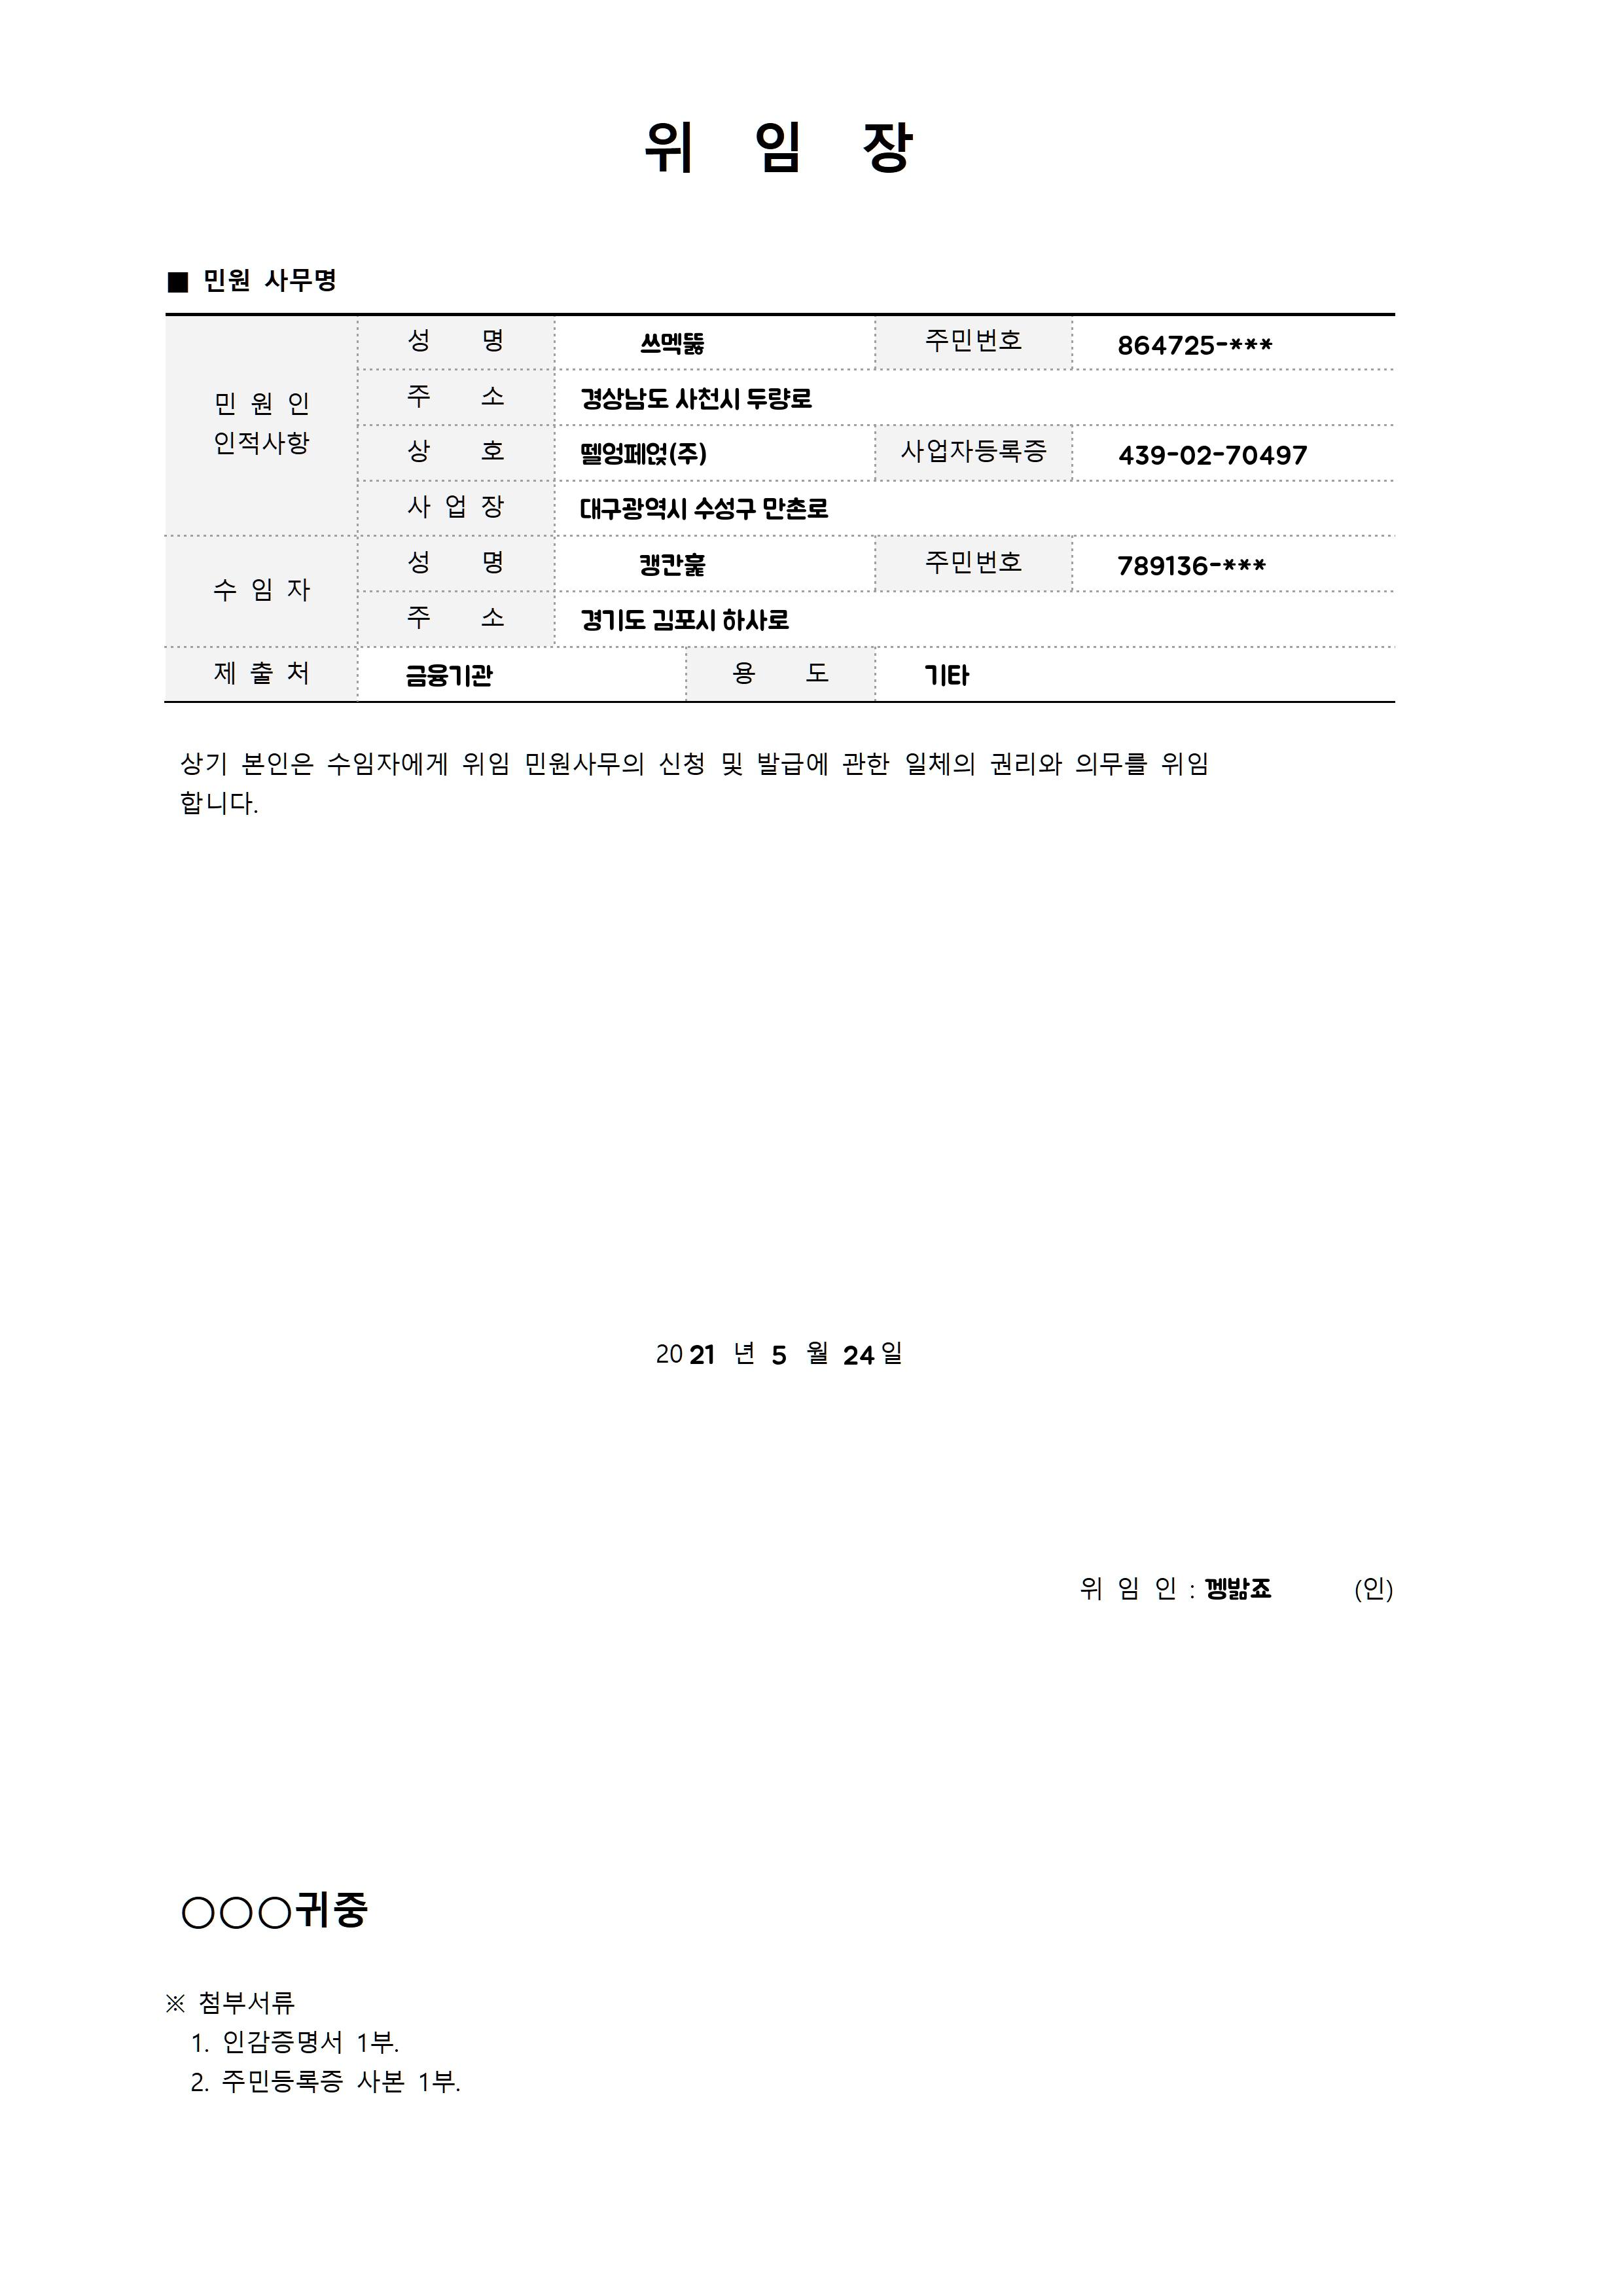 위 임 장
■ 민원 사무명
민 원 인 인적사항 성 명 쓰멕뚫 주민번호 864725-***
주 소 경상남도 사천시 두량로
상 호 뗄엉페얹(주) 사업자등록증 439-02-70497
사 업 장 대구광역시 수성구 만촌로
수 임 자 성 명 캥칸훑 주민번호 789136-***
주 소 경기도 김포시 하사로
제 출 처 금융기관 용 도 기타
상기 본인은 수임자에게 위임 민원사무의 신청 및 발급에 관한 일체의 권리와 의무를 위임
합니다.
20 21 년 5 월 24 일
위 임 인 : 껭밞죠 (인)
○○○귀중
※ 첨부서류
1. 인감증명서 1부.
2. 주민등록증 사본 1부.